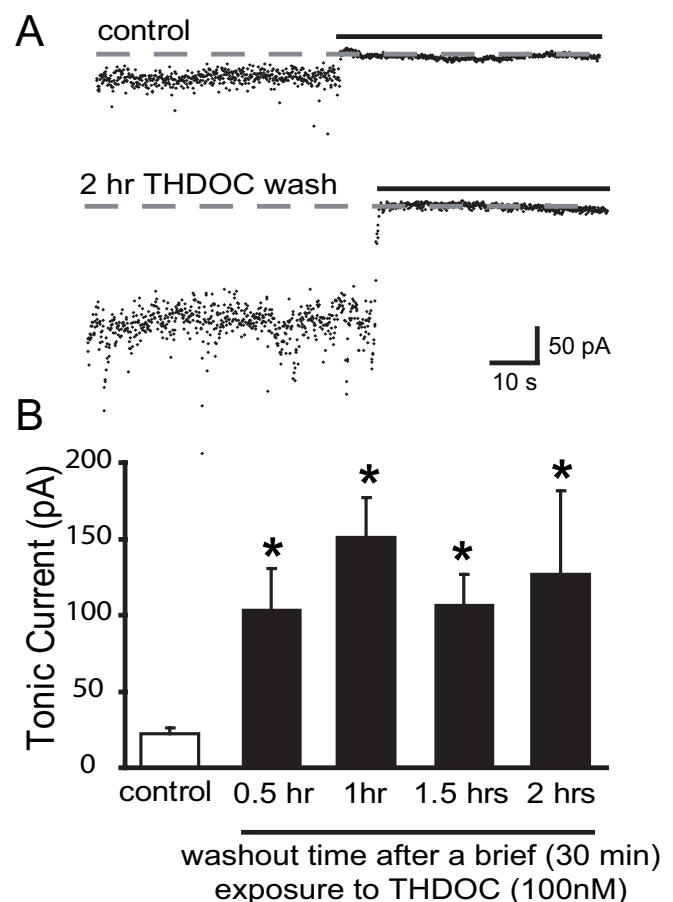 A
control
2 hr THDOC wash
50 pA
10 s
B
Tonic Current (pA)
200
150
100
50
0
* * * *
control 0.5 hr 1hr 1.5 hrs 2 hrs
washout time after a brief (30 min)
exposure to THDOC (100nM)